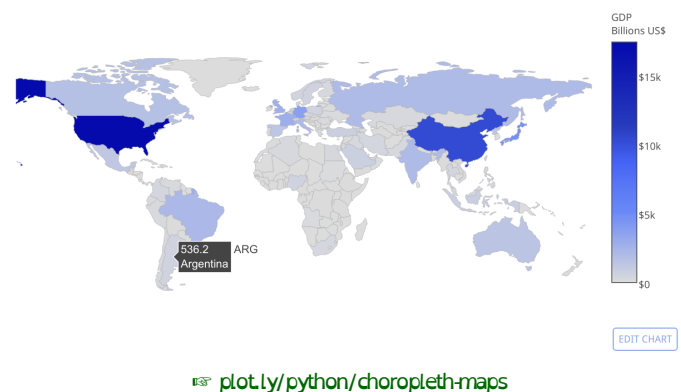 GDP
Billions US$
$15k
$10k
$5k
$0
536.2 ARG
Argentina
EDIT CHART
☞ plot.ly/python/choropleth-maps